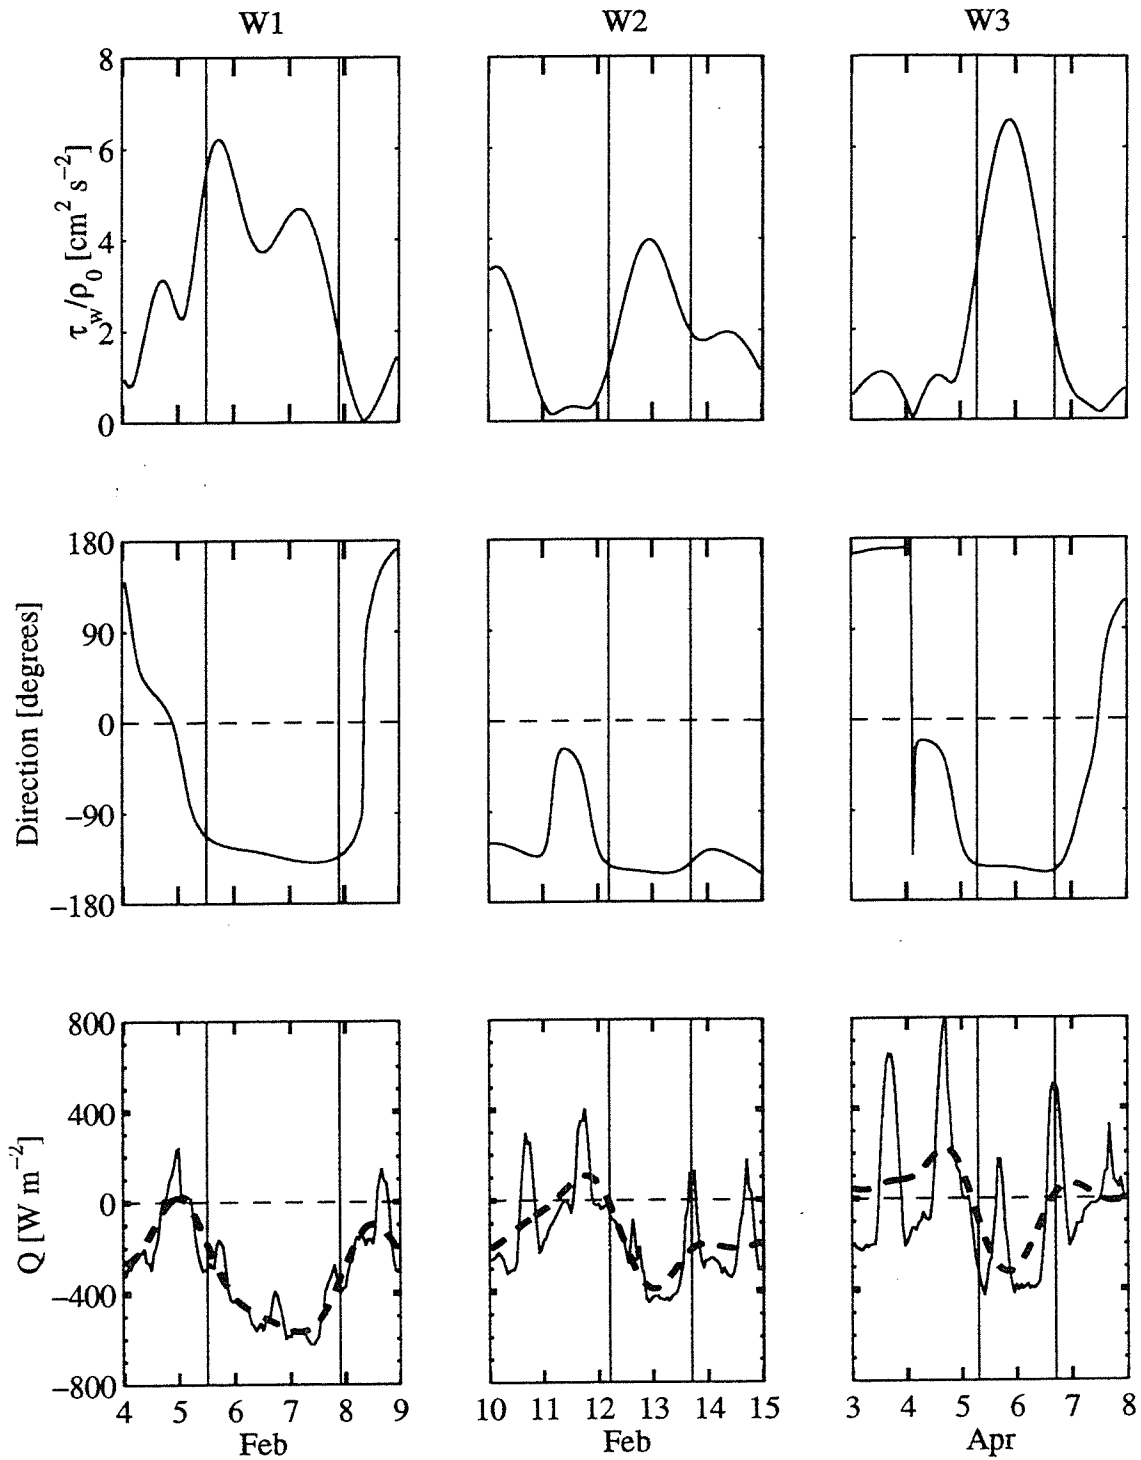 W1 W2 W3
τw/ρ0 [cm² s⁻²]
8
6
4
2
0
Direction [degrees]
180
90
0
−90
−180
Q [W m⁻²]
800
400
0
−400
−800
4 5 6 7 8 9
10 11 12 13 14 15
3 4 5 6 7 8
Feb Feb Apr